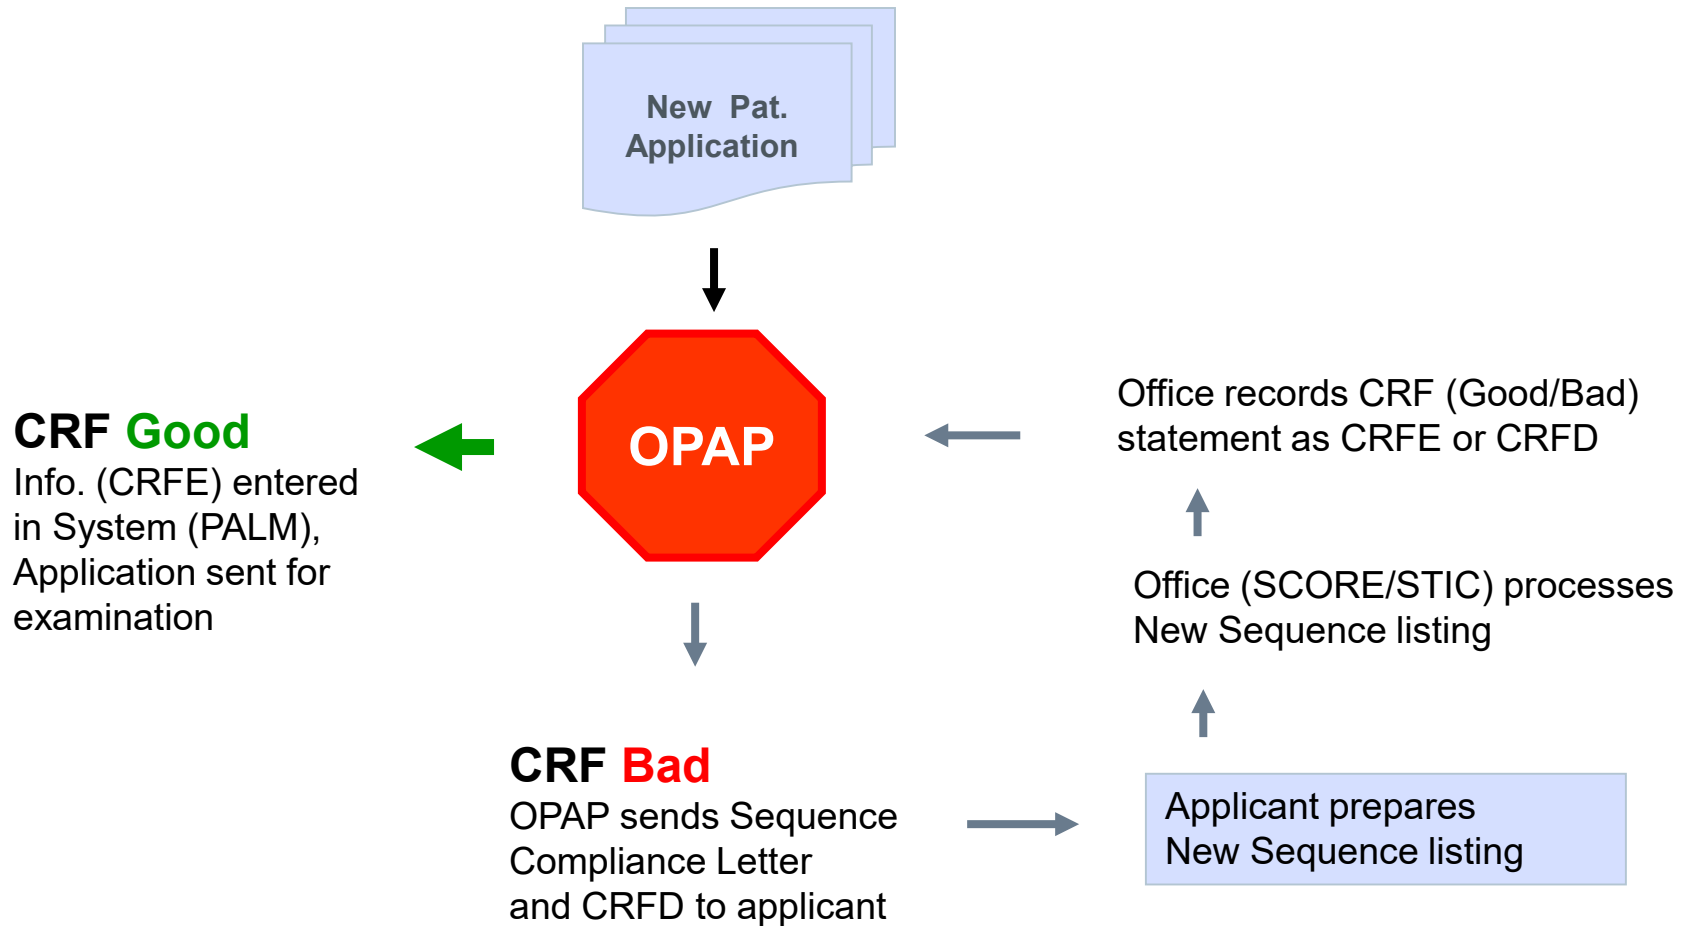 New Pat.
Application
OPAP
CRF Good
Info. (CRFE) entered
in System (PALM),
Application sent for
examination
CRF Bad
OPAP sends Sequence
Compliance Letter
and CRFD to applicant
Applicant prepares
New Sequence listing
Office (SCORE/STIC) processes
New Sequence listing
Office records CRF (Good/Bad)
statement as CRFE or CRFD